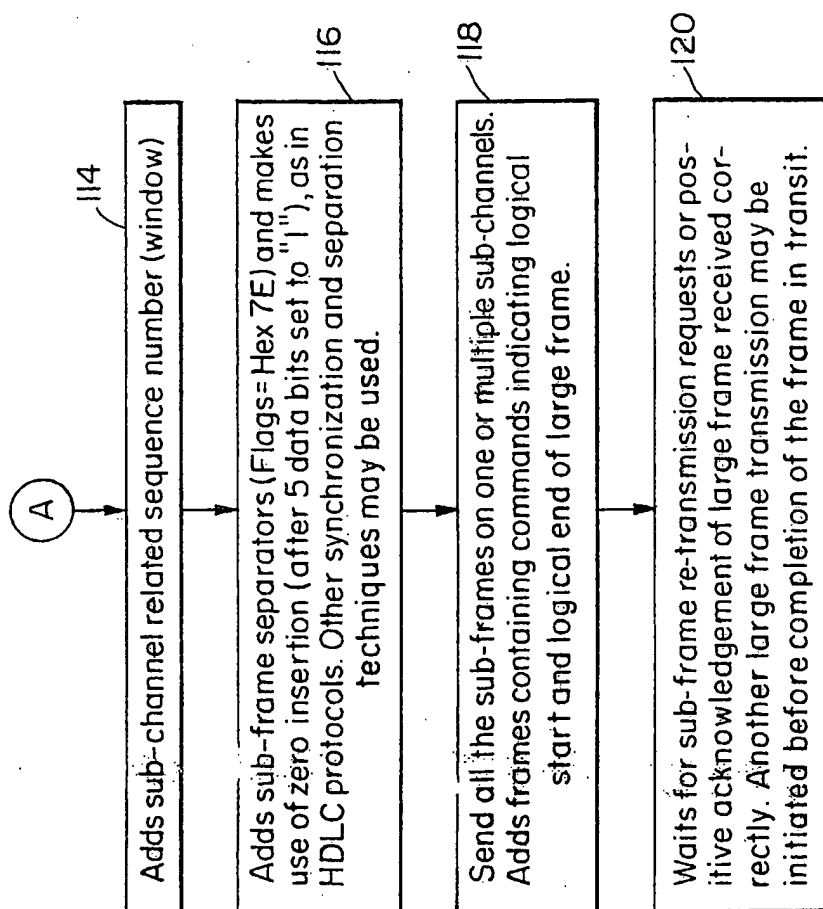 A
114
Adds sub-channel related sequence number (window)
116
Adds sub-frame separators (Flags=Hex 7E) and makes
use of zero insertion (after 5 data bits set to "1"), as in
HDLC protocols. Other synchronization and separation
techniques may be used.
118
Send all the sub-frames on one or multiple sub-channels.
Adds frames containing commands indicating logical
start and logical end of large frame.
120
Waits for sub-frame re-transmission requests or pos-
itive acknowledgement of large frame received cor-
rectly. Another large frame transmission may be
initiated before completion of the frame in transit.